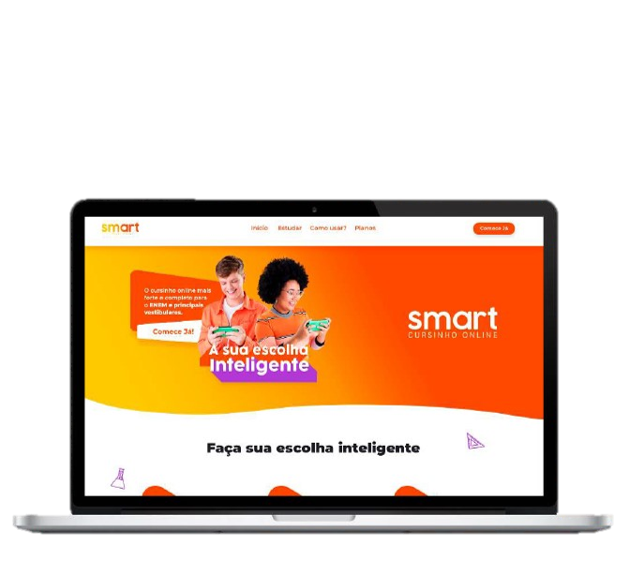 smart
Início Estudar Como usar? Planos
Comece Já
O cursinho online mais
forte e completo para
o ENEM e principais
vestibulares.
Comece Já!
A sua escolha
Inteligente
smart
CURSINHO ONLINE
Faça sua escolha inteligente